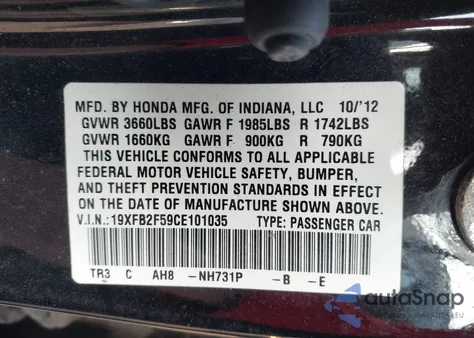 MFD. BY HONDA MFG. OF INDIANA, LLC 10/'12
GVWR 3660LBS GAWR F 1985LBS R 1742LBS
GVWR 1660KG GAWR F 900KG R 790KG
THIS VEHICLE CONFORMS TO ALL APPLICABLE
FEDERAL MOTOR VEHICLE SAFETY, BUMPER,
AND THEFT PREVENTION STANDARDS IN EFFECT
ON THE DATE OF MANUFACTURE SHOWN ABOVE.
V.I.N.: 19XFB2F59CE101035 TYPE: PASSENGER CAR
TR3 C AH8 -NH731P -B -E
autaSnap